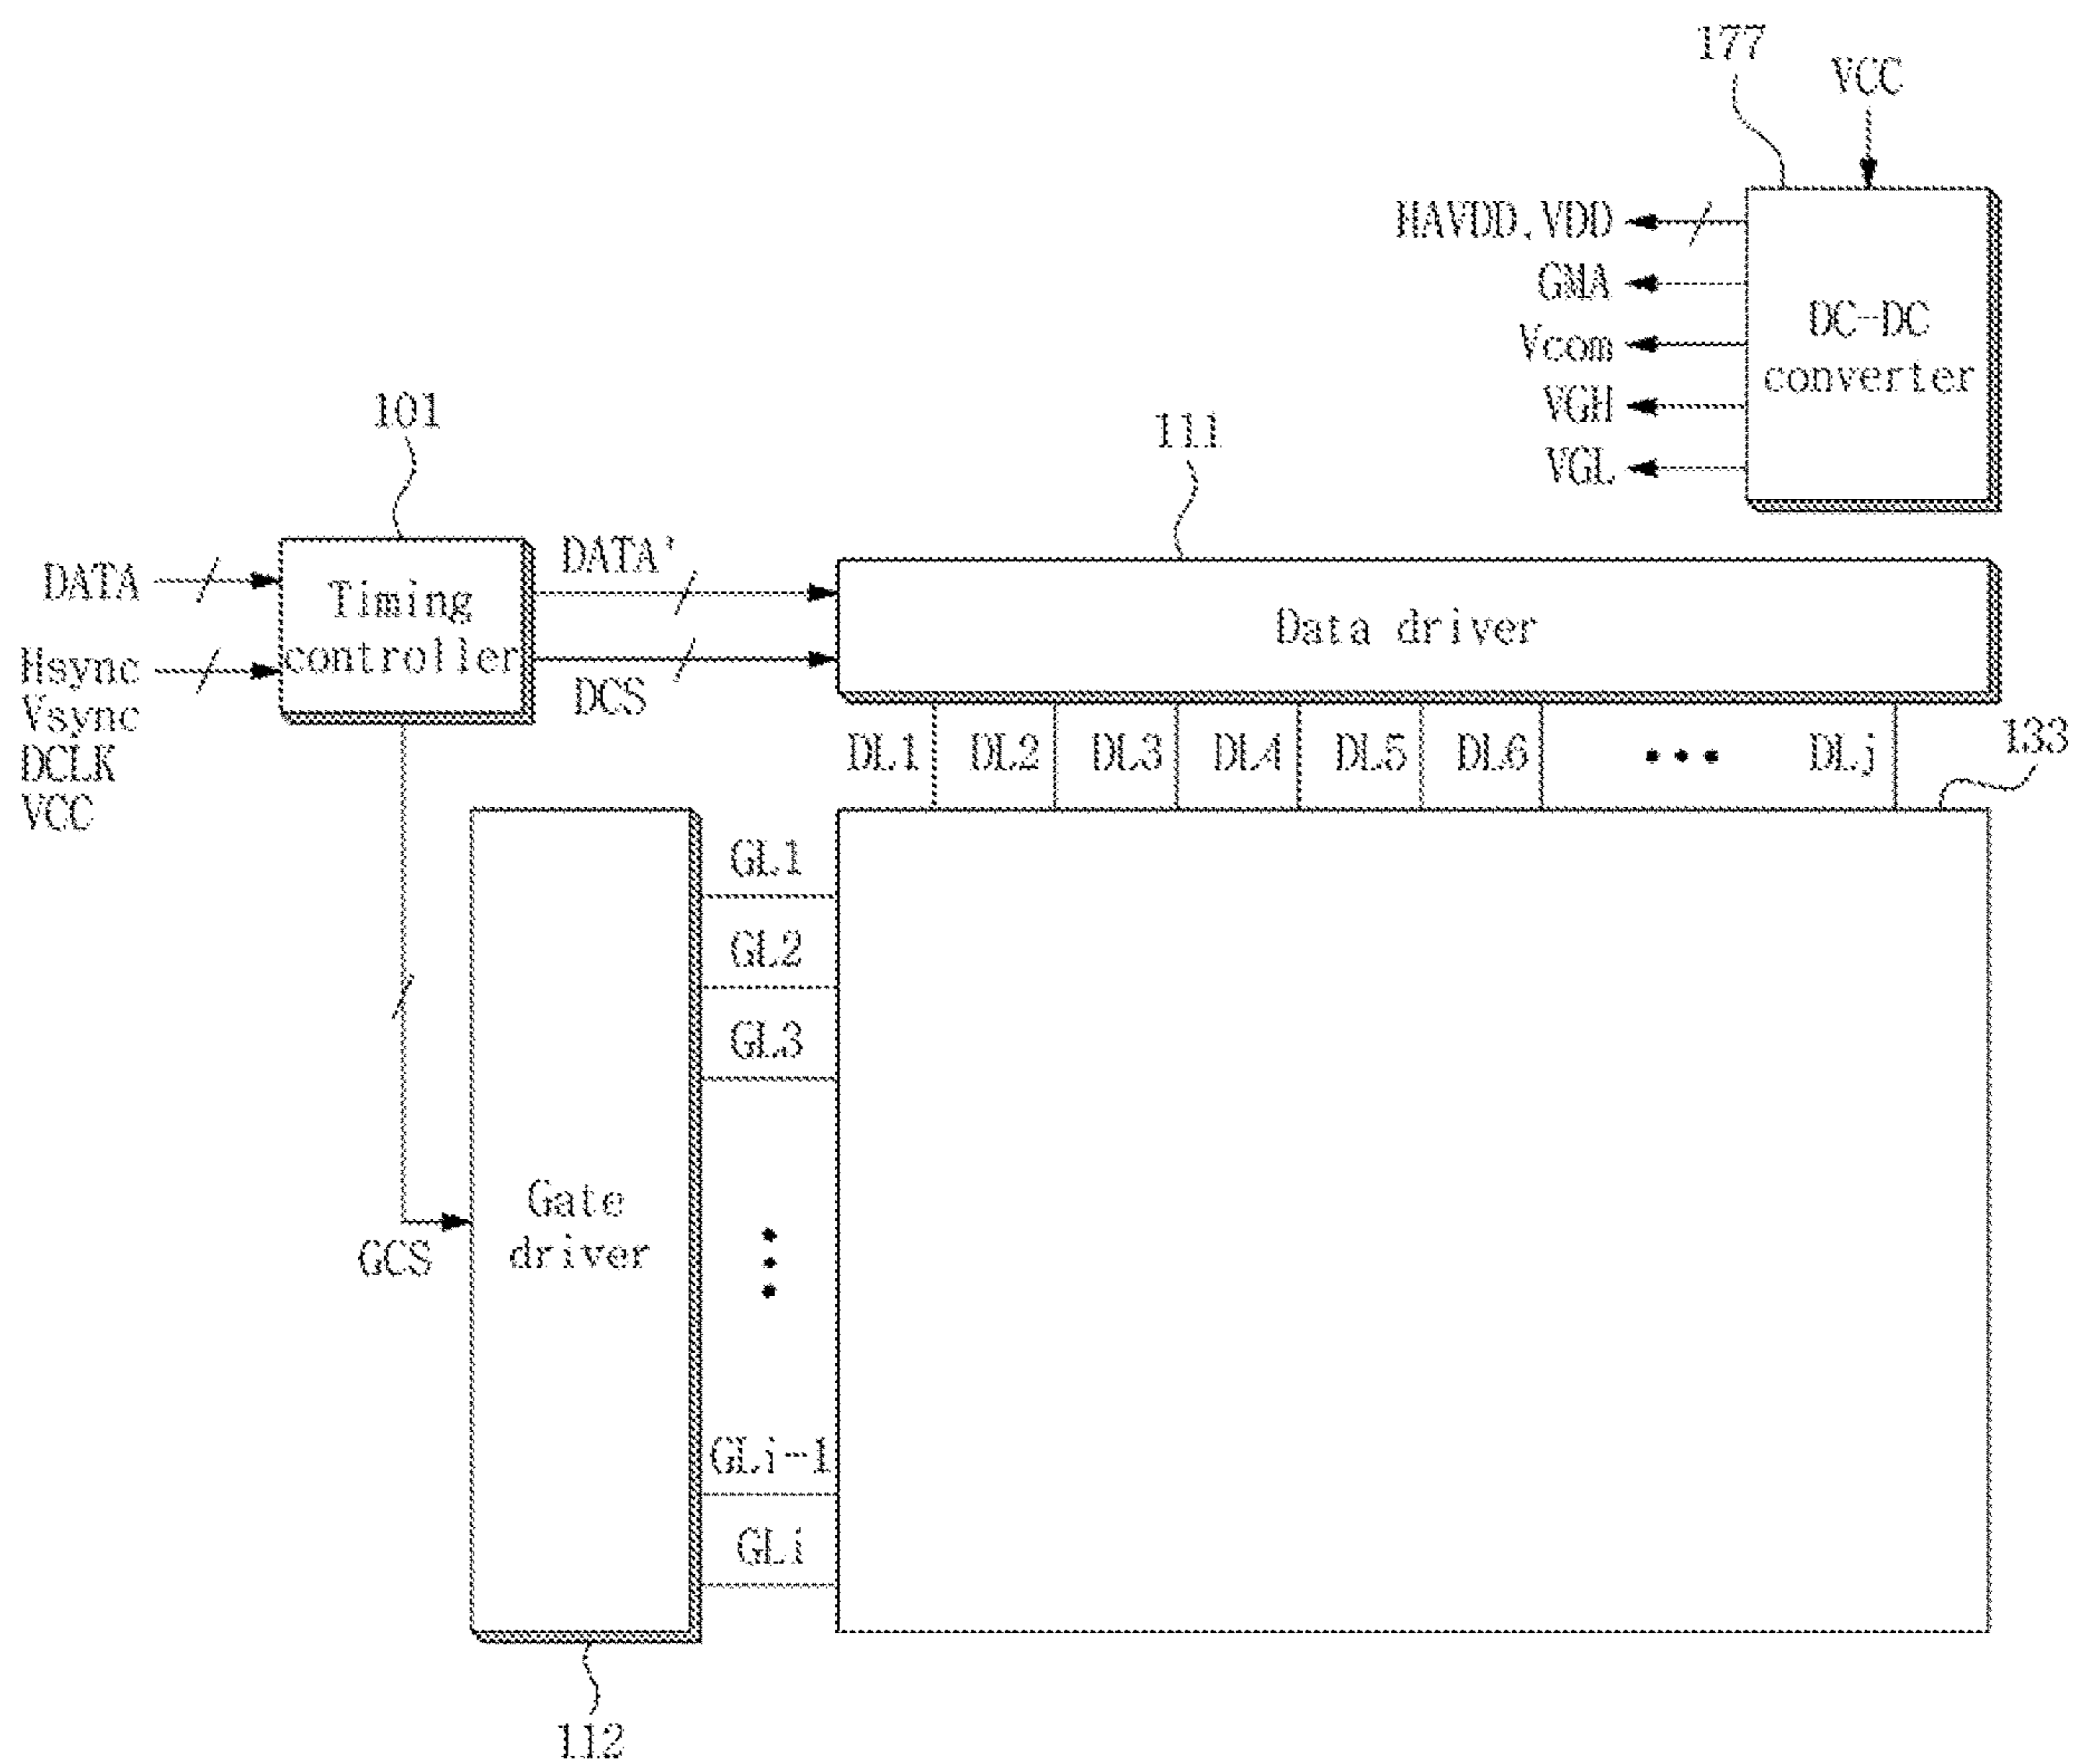 177
VCC
HAVDD,VDD
GMA
Vcom
VGH
VGL
DC-DC
converter
101
111
DATA
Hsync
Vsync
DCLK
VCC
Timing
controller
DATA'
DCS
Data driver
DL1
DL2
DL3
DL4
DL5
DL6
DLj
133
GL1
GL2
GL3
GLi-1
GLi
Gate
driver
GCS
112